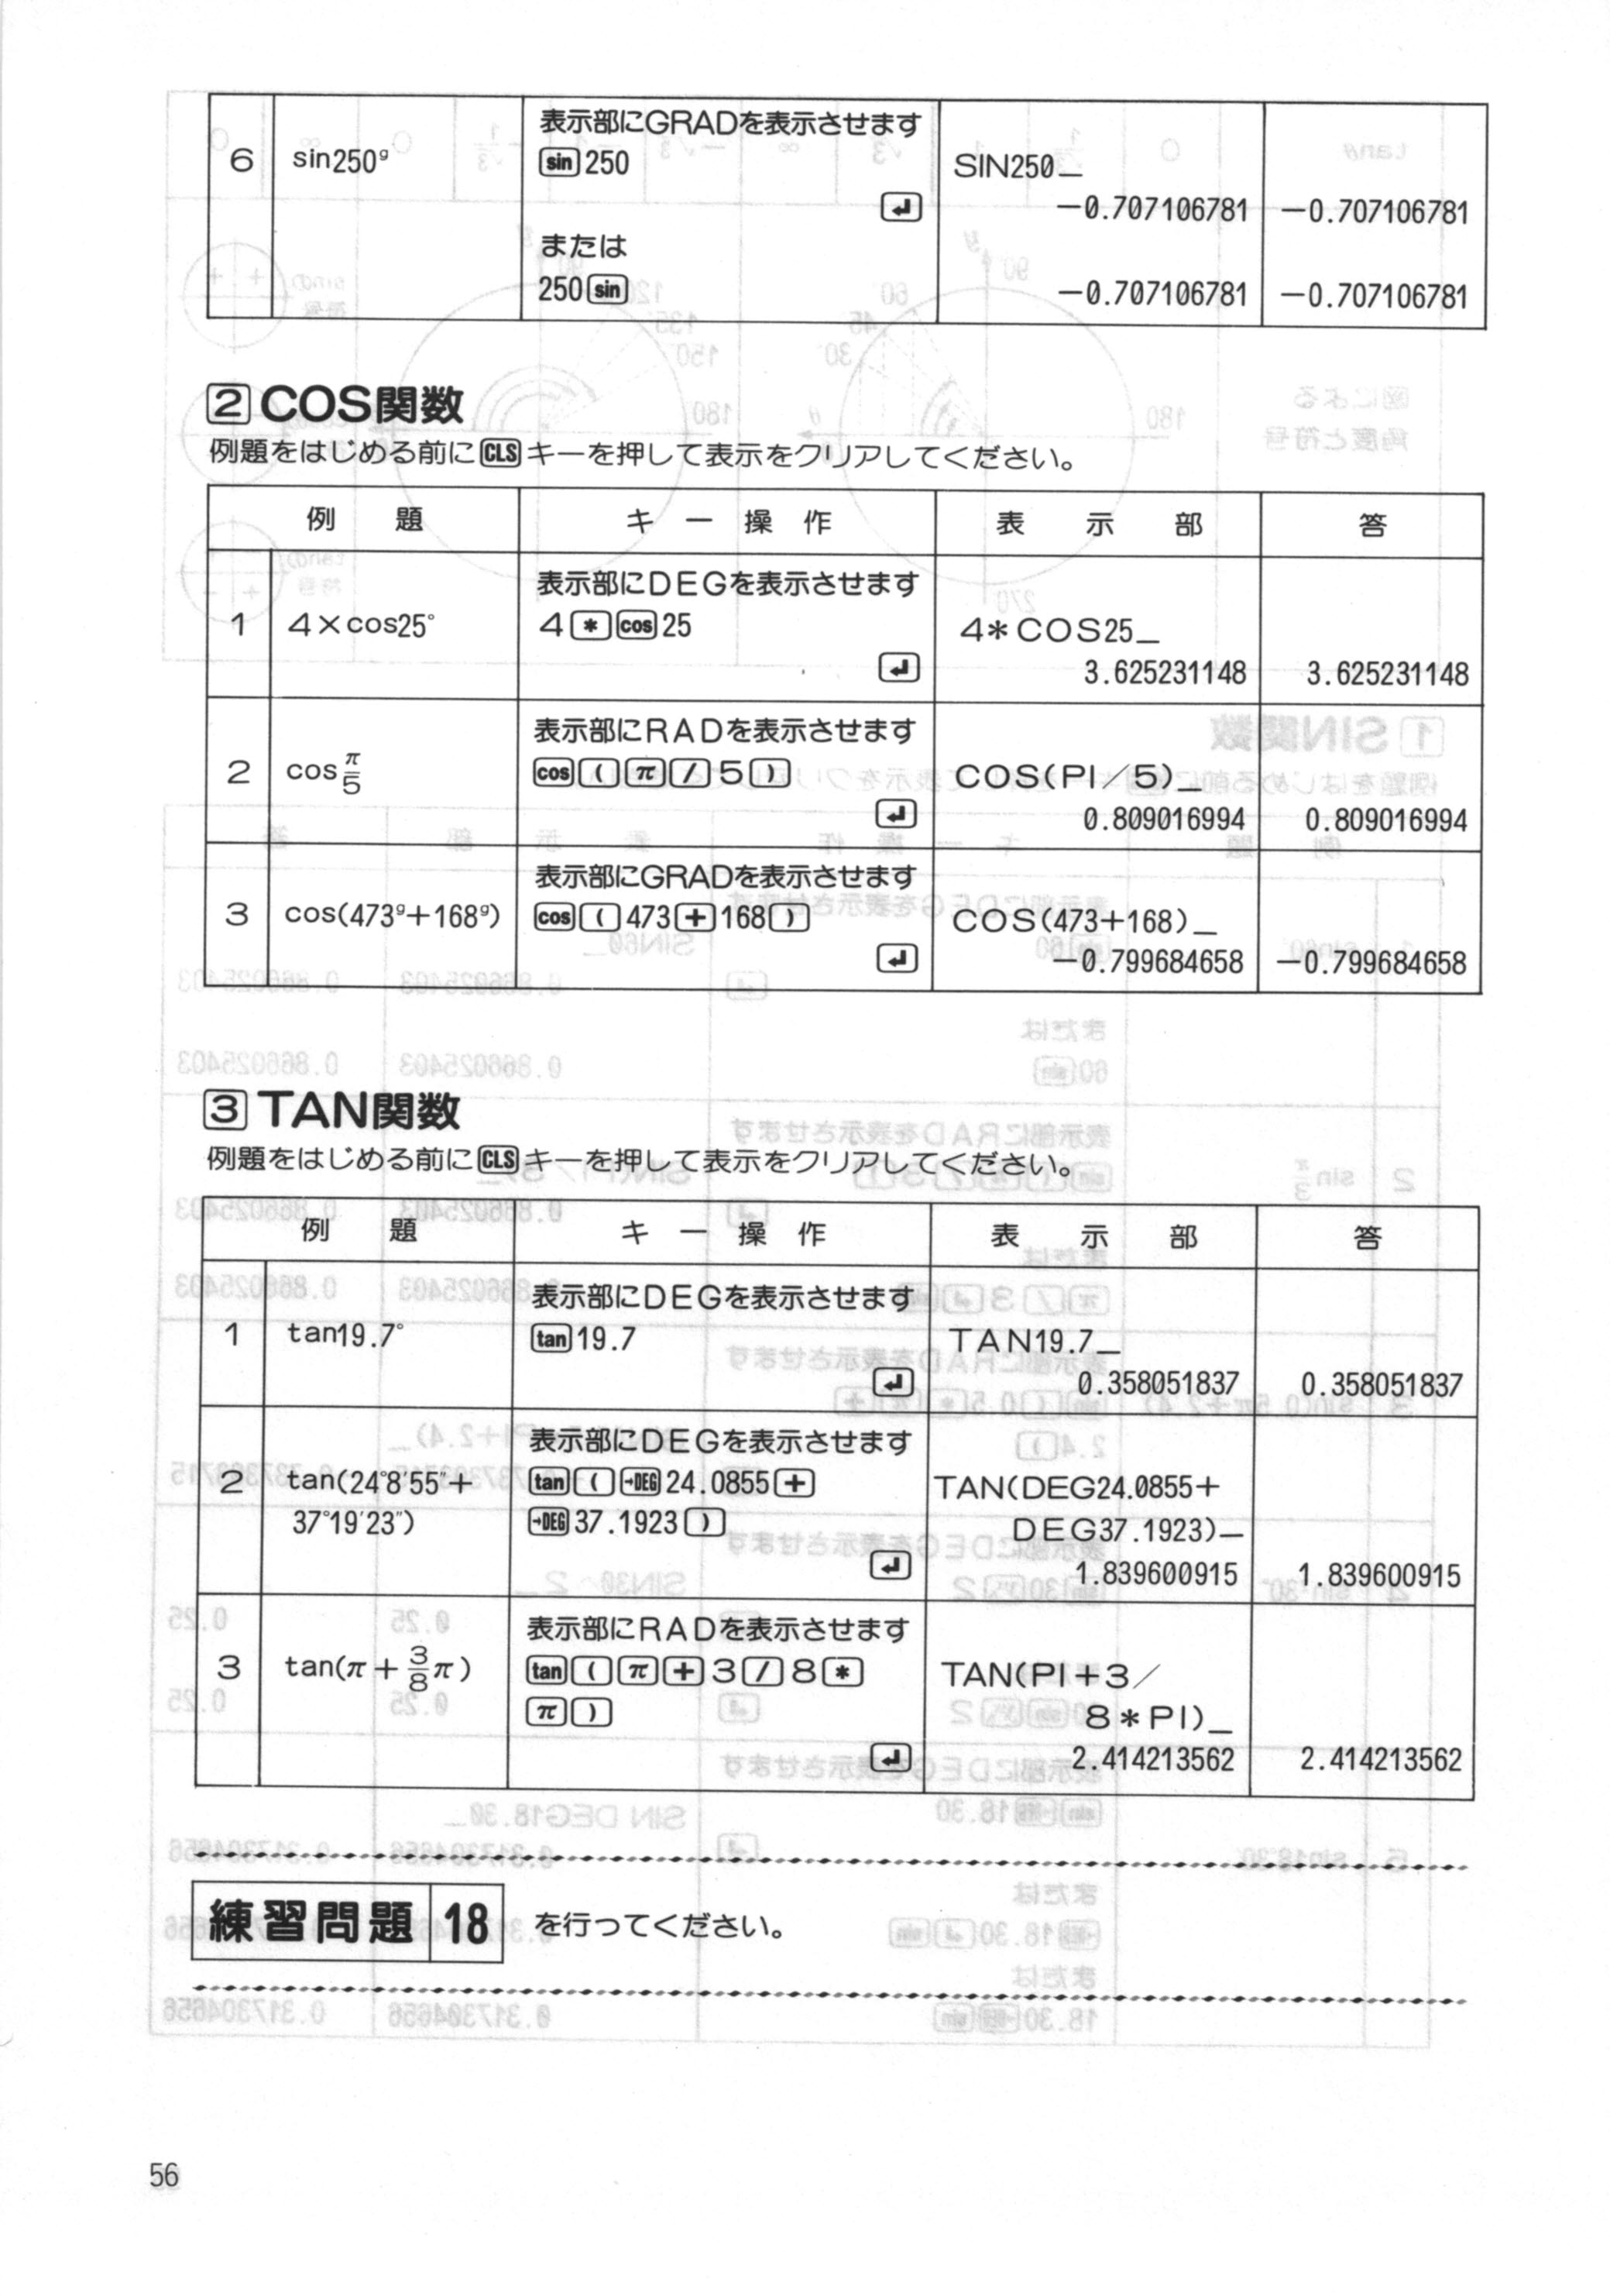 6 sin250ᵍ 表示部にGRADを表示させます
sin 250 SIN250_
↵ −0.707106781 −0.707106781
または
250 sin −0.707106781 −0.707106781
2 COS関数
例題をはじめる前に CLS キーを押して表示をクリアしてください。
例 題 キー操作 表示部 答
表示部にDEGを表示させます
1 4×cos25° 4 * cos 25 4*COS25_
↵ 3.625231148 3.625231148
表示部にRADを表示させます
2 cos π/5 cos ( π / 5 ) COS(PI/5)_
↵ 0.809016994 0.809016994
表示部にGRADを表示させます
3 cos(473ᵍ+168ᵍ) cos ( 473 + 168 ) COS(473+168)_
↵ −0.799684658 −0.799684658
3 TAN関数
例題をはじめる前に CLS キーを押して表示をクリアしてください。
例 題 キー操作 表示部 答
表示部にDEGを表示させます
1 tan19.7° tan 19.7 TAN19.7_
↵ 0.358051837 0.358051837
表示部にDEGを表示させます
2 tan(24°8′55″+ tan ( →DEG 24.0855 + TAN(DEG24.0855+
37°19′23″) →DEG 37.1923 ) DEG37.1923)_
↵ 1.839600915 1.839600915
表示部にRADを表示させます
3 tan(π+3/8π) tan ( π + 3 / 8 * TAN(PI+3/
π ) 8*PI)_
↵ 2.414213562 2.414213562
練習問題 18 を行ってください。
56